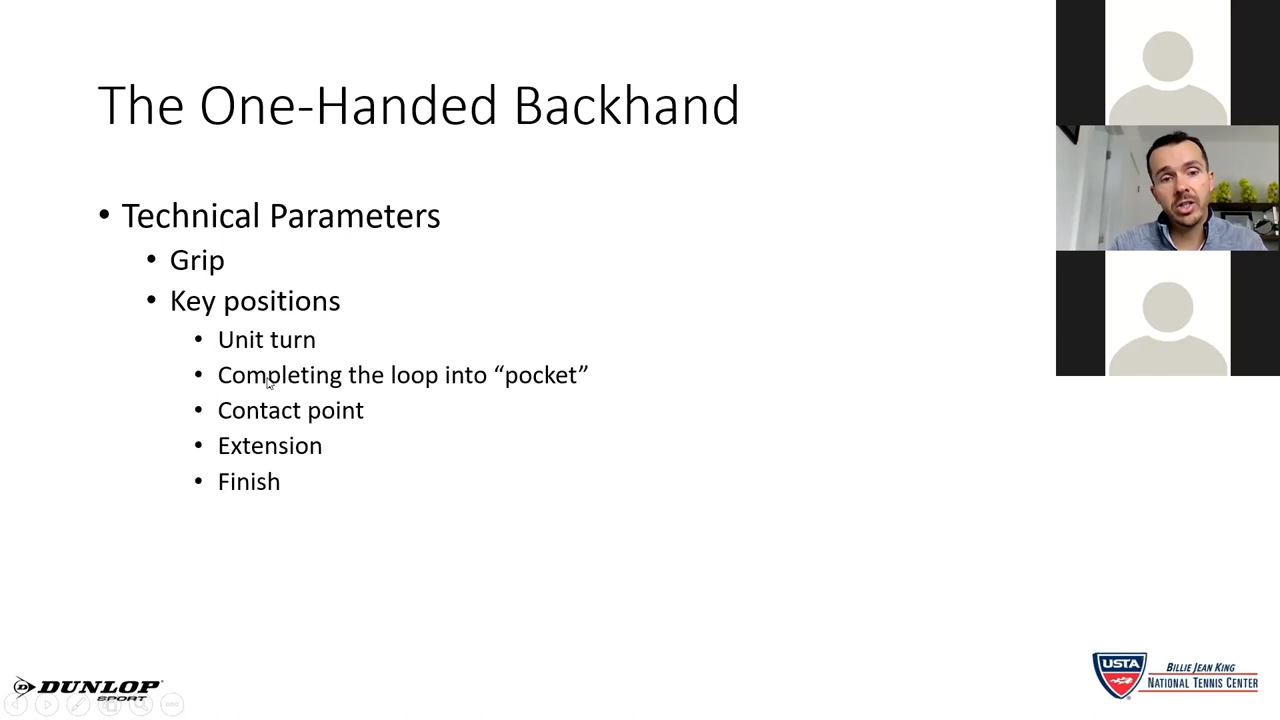 The One-Handed Backhand
• Technical Parameters
• Grip
• Key positions
• Unit turn
• Completing the loop into “pocket”
• Contact point
• Extension
• Finish
DUNLOP
SPORT
USTA
BILLIE JEAN KING
NATIONAL TENNIS CENTER